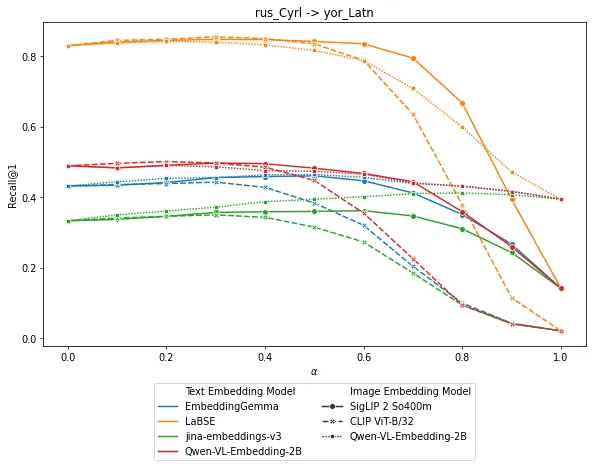 rus_Cyrl -> yor_Latn
Recall@1
0.8
0.6
0.4
0.2
0.0
0.0 0.2 0.4 0.6 0.8 1.0
α
Text Embedding Model Image Embedding Model
EmbeddingGemma SigLIP 2 So400m
LaBSE CLIP ViT-B/32
jina-embeddings-v3 Qwen-VL-Embedding-2B
Qwen-VL-Embedding-2B